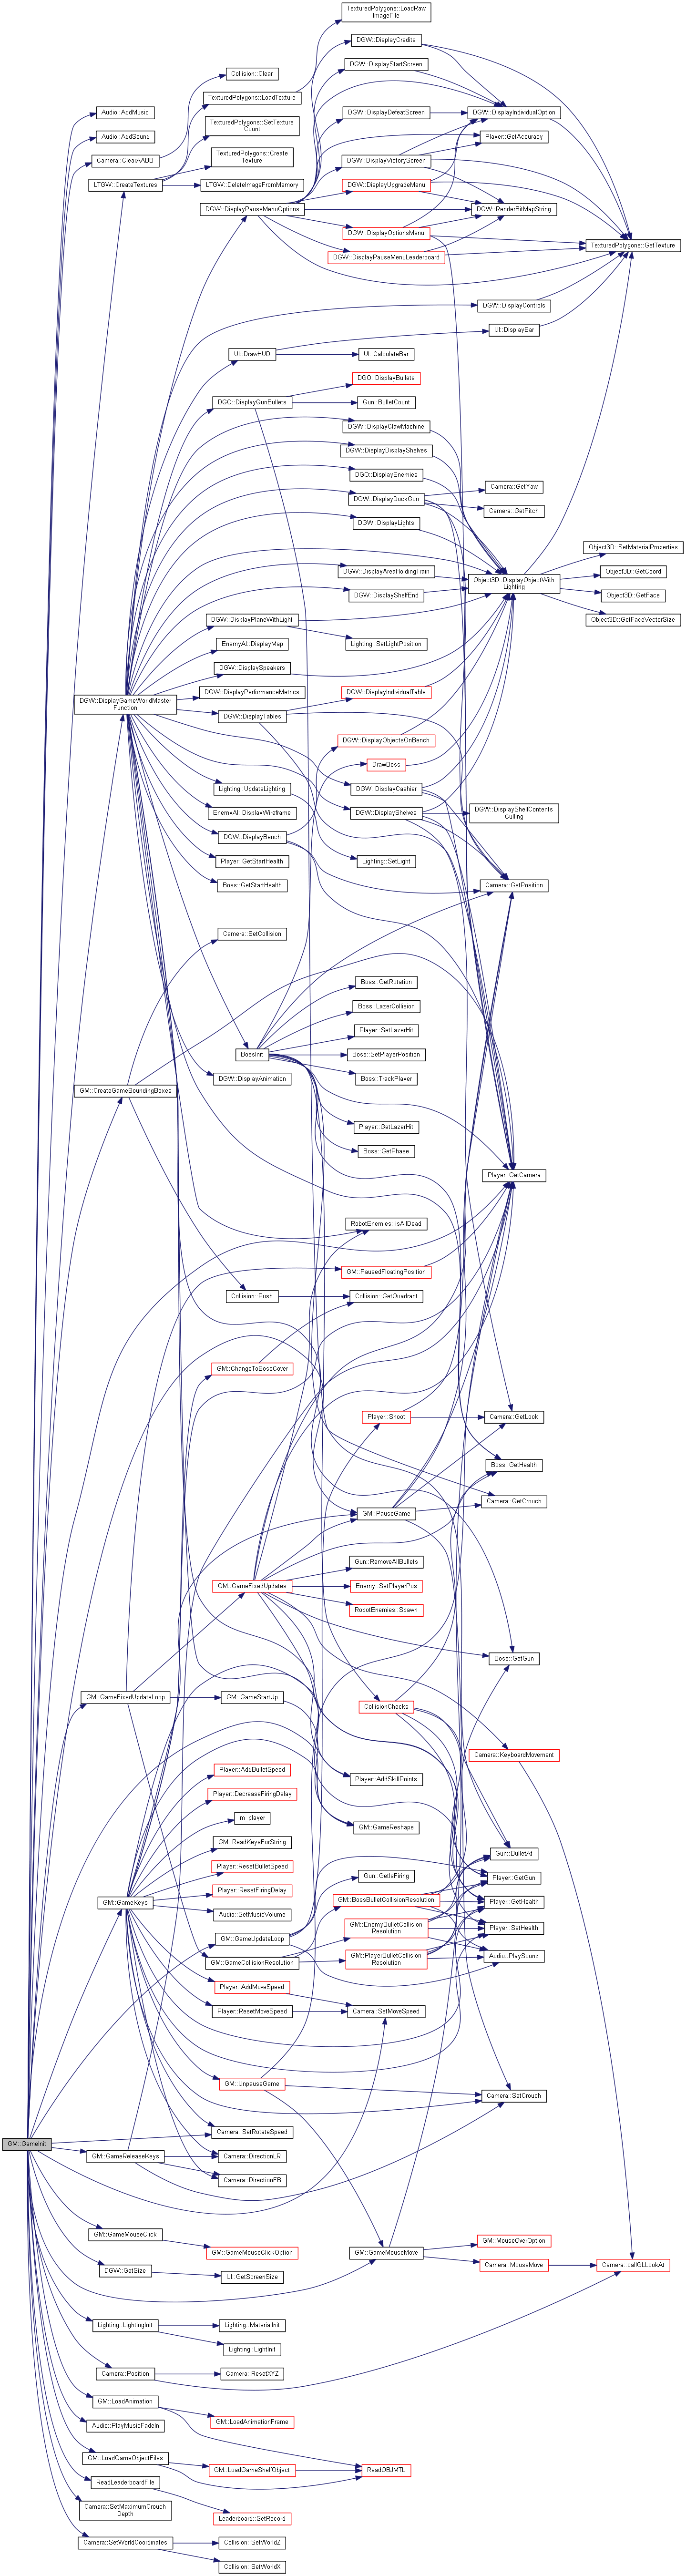 TexturedPolygons::LoadRaw
ImageFile
DGW::DisplayCredits
DGW::DisplayStartScreen
Collision::Clear
TexturedPolygons::LoadTexture
Audio::AddMusic
DGW::DisplayDefeatScreen
DGW::DisplayIndividualOption
TexturedPolygons::SetTexture
Count
Audio::AddSound
Player::GetAccuracy
Camera::ClearAABB
TexturedPolygons::Create
Texture
DGW::DisplayVictoryScreen
LTGW::CreateTextures
LTGW::DeleteImageFromMemory
DGW::DisplayUpgradeMenu
DGW::DisplayPauseMenuOptions
DGW::RenderBitMapString
DGW::DisplayOptionsMenu
TexturedPolygons::GetTexture
DGW::DisplayPauseMenuLeaderboard
DGW::DisplayControls
UI::DisplayBar
UI::DrawHUD
UI::CalculateBar
DGO::DisplayBullets
DGO::DisplayGunBullets
Gun::BulletCount
DGW::DisplayClawMachine
DGW::DisplayDisplayShelves
DGO::DisplayEnemies
Camera::GetYaw
DGW::DisplayDuckGun
Camera::GetPitch
DGW::DisplayLights
Object3D::SetMaterialProperties
DGW::DisplayAreaHoldingTrain
Object3D::GetCoord
Object3D::DisplayObjectWith
Lighting
DGW::DisplayShelfEnd
Object3D::GetFace
DGW::DisplayPlaneWithLight
Object3D::GetFaceVectorSize
EnemyAI::DisplayMap
Lighting::SetLightPosition
DGW::DisplaySpeakers
DGW::DisplayPerformanceMetrics
DGW::DisplayIndividualTable
DGW::DisplayGameWorldMaster
Function
DGW::DisplayTables
DGW::DisplayObjectsOnBench
DrawBoss
Lighting::UpdateLighting
DGW::DisplayCashier
EnemyAI::DisplayWireframe
DGW::DisplayShelves
DGW::DisplayShelfContents
Culling
DGW::DisplayBench
Player::GetStartHealth
Lighting::SetLight
Boss::GetStartHealth
Camera::GetPosition
Camera::SetCollision
Boss::GetRotation
Boss::LazerCollision
Player::SetLazerHit
BossInit
Boss::SetPlayerPosition
DGW::DisplayAnimation
Boss::TrackPlayer
GM::CreateGameBoundingBoxes
Player::GetLazerHit
Boss::GetPhase
Player::GetCamera
RobotEnemies::isAllDead
GM::PausedFloatingPosition
Collision::Push
Collision::GetQuadrant
GM::ChangeToBossCover
Player::Shoot
Camera::GetLook
Boss::GetHealth
Camera::GetCrouch
GM::PauseGame
Gun::RemoveAllBullets
GM::GameFixedUpdates
Enemy::SetPlayerPos
RobotEnemies::Spawn
Boss::GetGun
GM::GameFixedUpdateLoop
GM::GameStartUp
CollisionChecks
Camera::KeyboardMovement
Player::AddBulletSpeed
Player::AddSkillPoints
Player::DecreaseFiringDelay
m_player
GM::GameReshape
GM::ReadKeysForString
Gun::BulletAt
Player::ResetBulletSpeed
Gun::GetIsFiring
Player::GetGun
Player::ResetFiringDelay
GM::GameKeys
GM::BossBulletCollisionResolution
Player::GetHealth
Audio::SetMusicVolume
GM::EnemyBulletCollision
Resolution
Player::SetHealth
GM::GameUpdateLoop
GM::GameCollisionResolution
GM::PlayerBulletCollision
Resolution
Audio::PlaySound
Player::AddMoveSpeed
Player::ResetMoveSpeed
Camera::SetMoveSpeed
GM::UnpauseGame
Camera::SetCrouch
Camera::SetRotateSpeed
GM::GameInit
GM::GameReleaseKeys
Camera::DirectionLR
Camera::DirectionFB
GM::GameMouseClick
GM::GameMouseClickOption
GM::GameMouseMove
GM::MouseOverOption
DGW::GetSize
UI::GetScreenSize
Camera::MouseMove
Camera::callGLLookAt
Lighting::LightingInit
Lighting::MaterialInit
Lighting::LightInit
Camera::Position
Camera::ResetXYZ
GM::LoadAnimation
GM::LoadAnimationFrame
Audio::PlayMusicFadeIn
GM::LoadGameObjectFiles
GM::LoadGameShelfObject
ReadOBJMTL
ReadLeaderboardFile
Leaderboard::SetRecord
Camera::SetMaximumCrouch
Depth
Camera::SetWorldCoordinates
Collision::SetWorldZ
Collision::SetWorldX